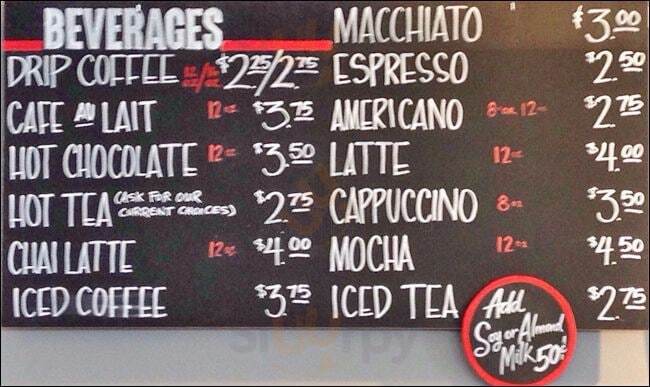 BEVERAGES
DRIP COFFEE 12oz/16oz $2.25/2.75
CAFE AU LAIT 12oz $3.75
HOT CHOCOLATE 12oz $3.50
HOT TEA (ASK FOR OUR CURRENT CHOICES) $2.75
CHAI LATTE 12oz $4.00
ICED COFFEE $3.75
MACCHIATO $3.00
ESPRESSO $2.50
AMERICANO 8oz 12oz $2.75
LATTE 12oz $4.00
CAPPUCCINO 8oz $3.50
MOCHA 12oz $4.50
ICED TEA $2.75
Add
Soy or Almond
Milk 50¢